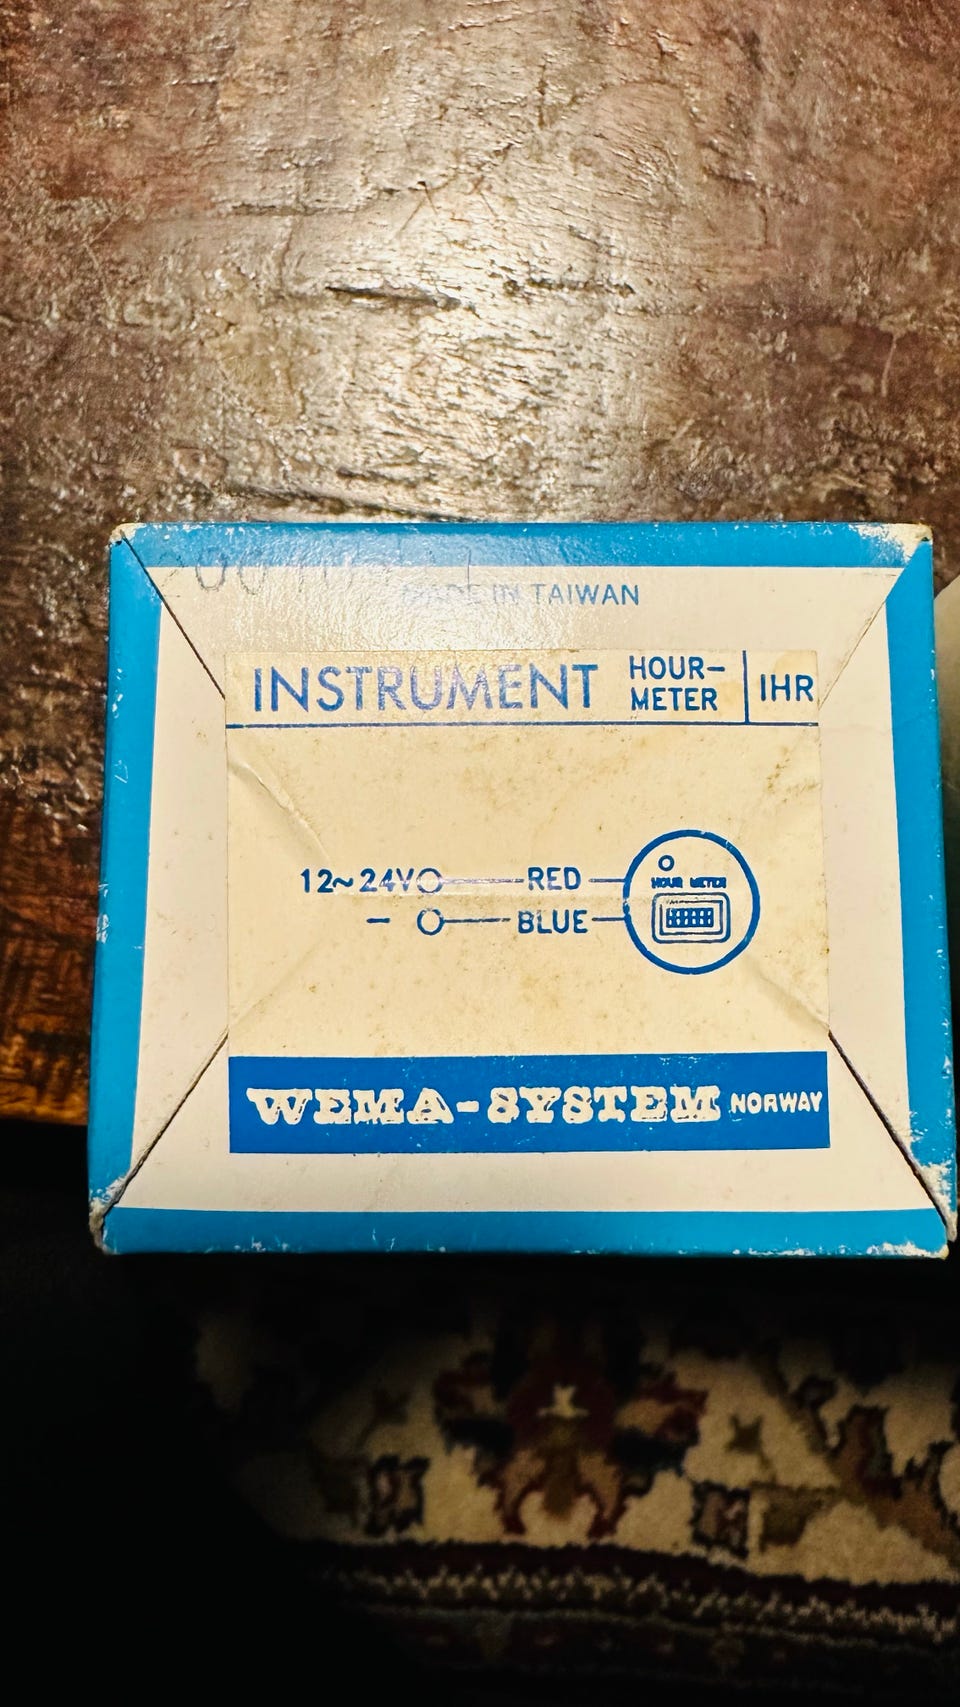 MADE IN TAIWAN
INSTRUMENT HOUR-METER IHR
12~24V RED
HOUR METER
- BLUE
WEMA-SYSTEM NORWAY